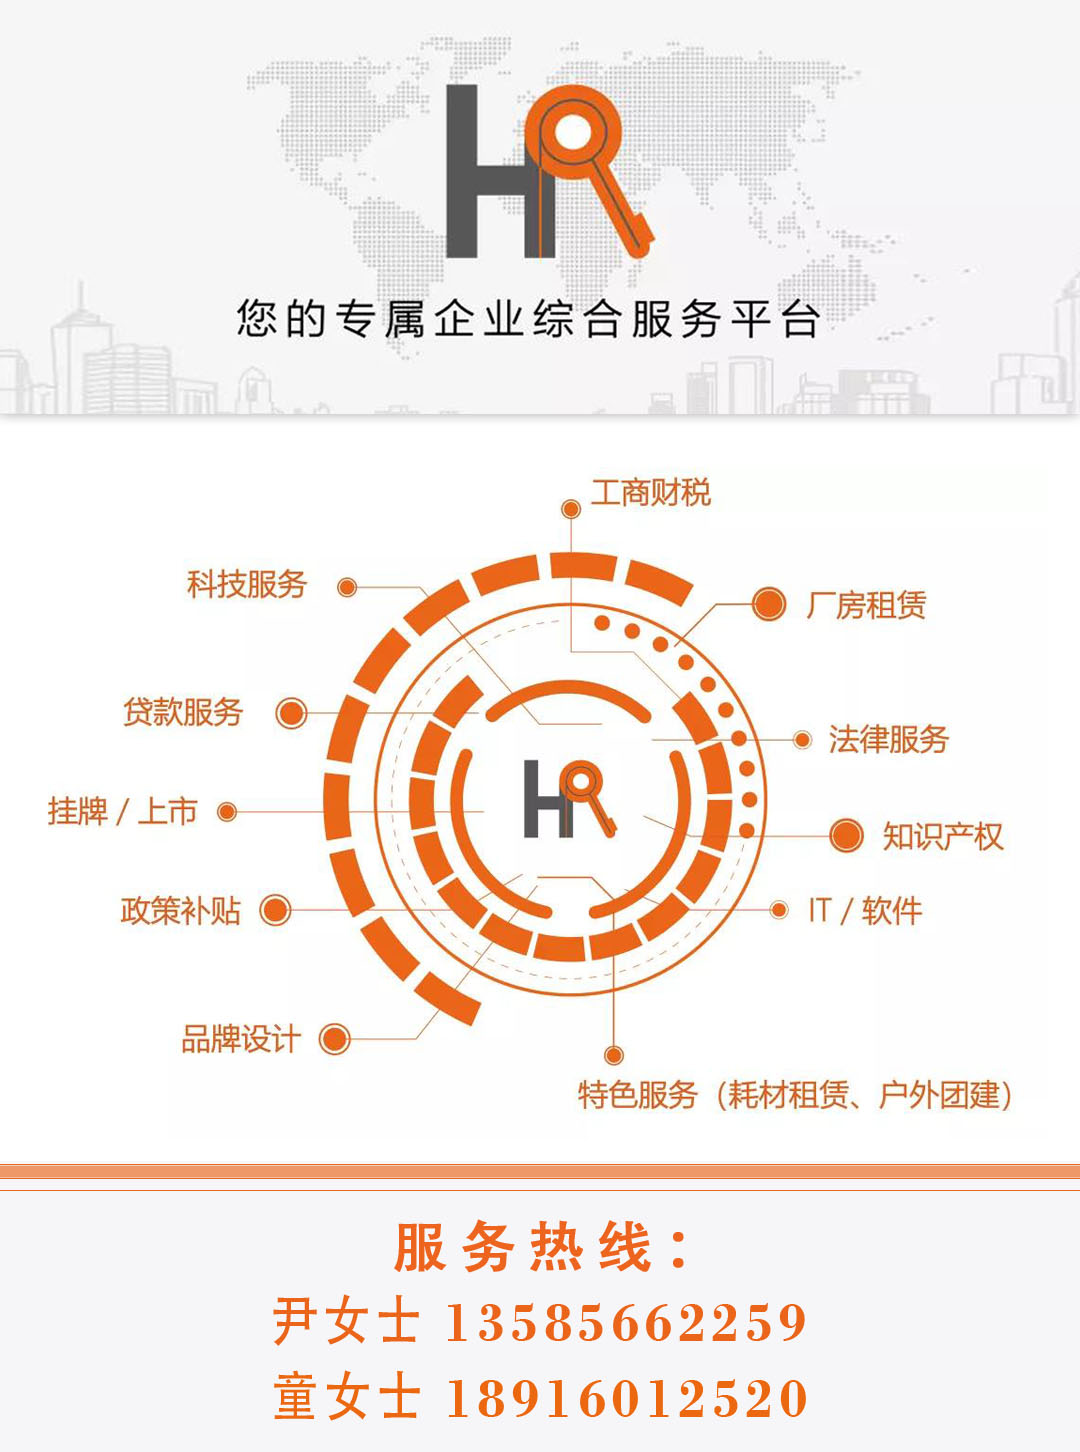 HR
您的专属企业综合服务平台
工商财税
科技服务
厂房租赁
贷款服务
法律服务
挂牌 / 上市
HR
知识产权
政策补贴
IT / 软件
品牌设计
特色服务（耗材租赁、户外团建）
服务热线：
尹女士 13585662259
童女士 18916012520